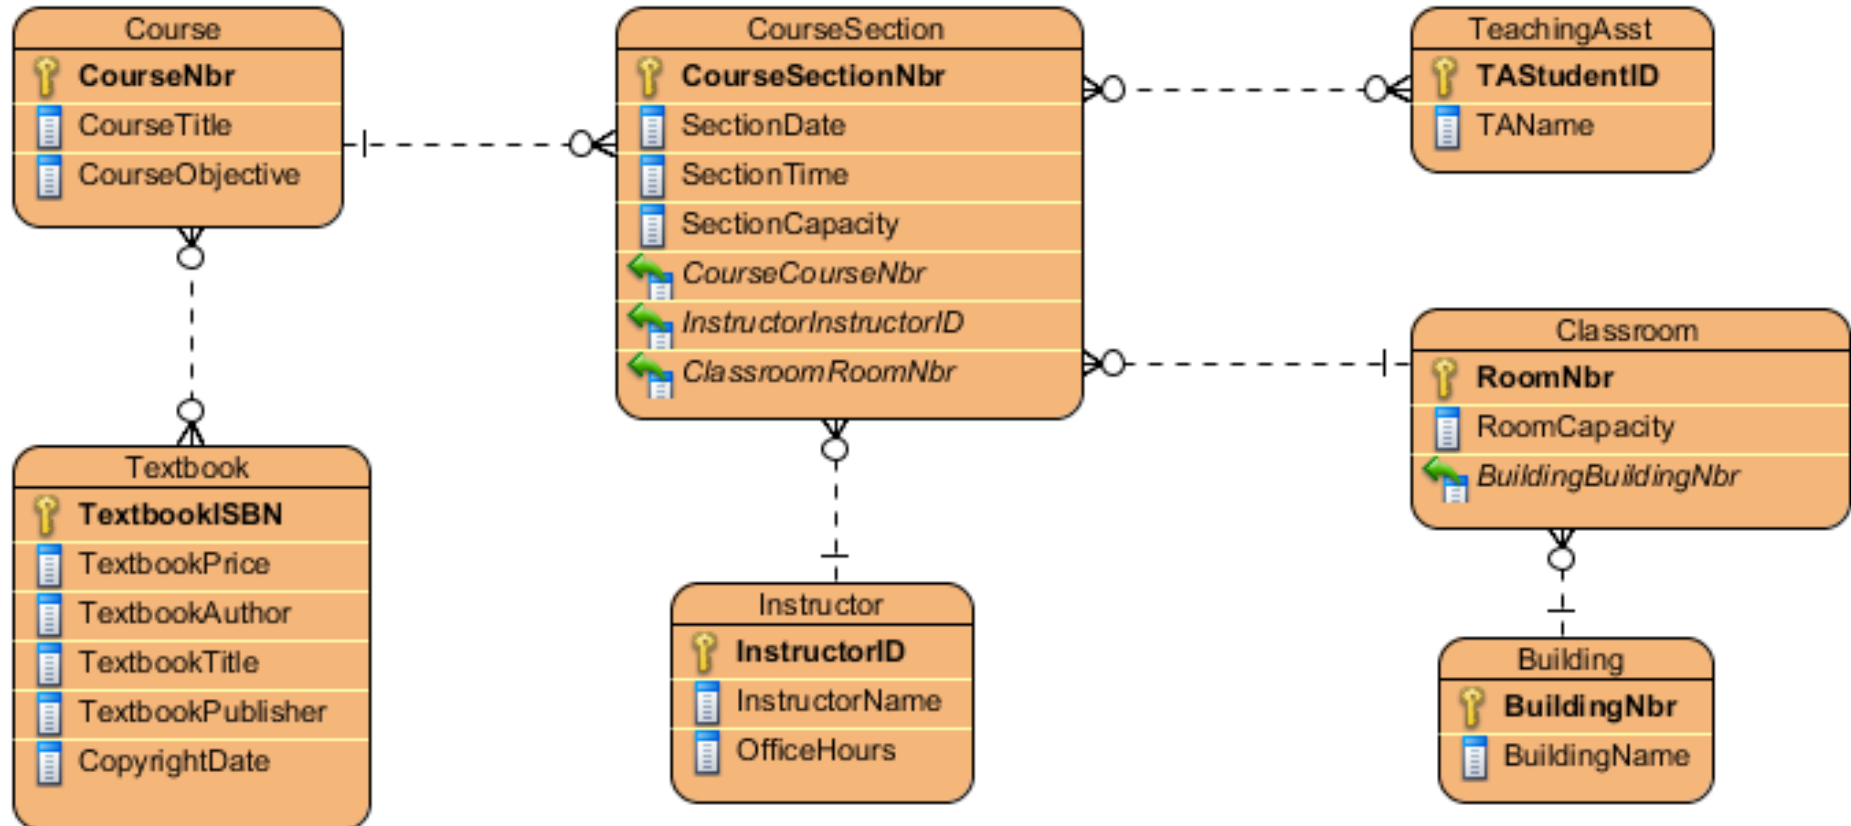 Course
CourseNbr
CourseTitle
CourseObjective
CourseSection
CourseSectionNbr
SectionDate
SectionTime
SectionCapacity
CourseCourseNbr
InstructorInstructorID
ClassroomRoomNbr
TeachingAsst
TAStudentID
TAName
Classroom
RoomNbr
RoomCapacity
BuildingBuildingNbr
Textbook
TextbookISBN
TextbookPrice
TextbookAuthor
TextbookTitle
TextbookPublisher
CopyrightDate
Instructor
InstructorID
InstructorName
OfficeHours
Building
BuildingNbr
BuildingName